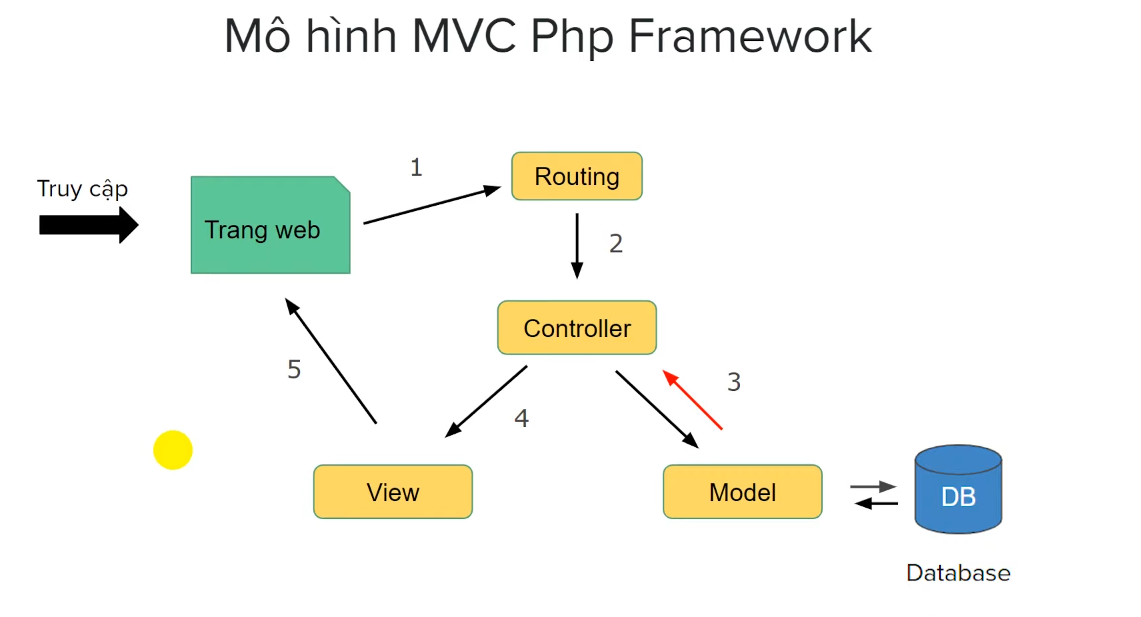 Mô hình MVC Php Framework
Truy cập
Trang web
1
Routing
2
Controller
3
4
5
View
Model
DB
Database